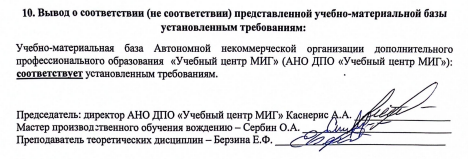 10. Вывод о соответствии (не соответствии) представленной учебно-материальной базы
установленным требованиям:
Учебно-материальная база Автономной некоммерческой организации дополнительного
профессионального образования «Учебный центр МИГ» (АНО ДПО «Учебный центр МИГ»):
соответствует установленным требованиям.
Председатель: директор АНО ДПО «Учебный центр МИГ» Каснерис А.А.
Мастер производственного обучения вождению – Сербин О.А.
Преподаватель теоретических дисциплин – Берзина Е.Ф.